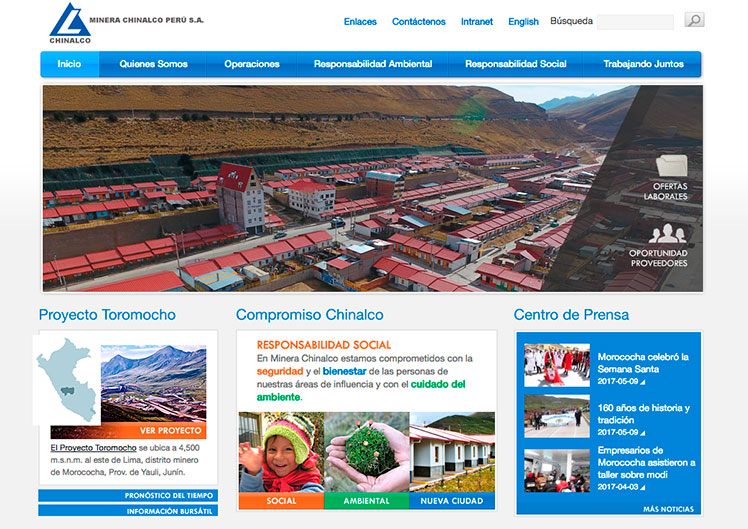 MINERA CHINALCO PERÚ S.A.
CHINALCO
Enlaces Contáctenos Intranet English Búsqueda
Inicio Quienes Somos Operaciones Responsabilidad Ambiental Responsabilidad Social Trabajando Juntos
OFERTAS
LABORALES
OPORTUNIDAD
PROVEEDORES
Proyecto Toromocho
VER PROYECTO
El Proyecto Toromocho se ubica a 4,500
m.s.n.m. al este de Lima, distrito minero
de Morococha, Prov. de Yauli, Junín.
PRONÓSTICO DEL TIEMPO
INFORMACIÓN BURSÁTIL
Compromiso Chinalco
RESPONSABILIDAD SOCIAL
En Minera Chinalco estamos comprometidos con la
seguridad y el bienestar de las personas de
nuestras áreas de influencia y con el cuidado del
ambiente.
SOCIAL AMBIENTAL NUEVA CIUDAD
Centro de Prensa
Morococha celebró la
Semana Santa
2017-05-09
160 años de historia y
tradición
2017-05-09
Empresarios de
Morococha asistieron a
taller sobre modi
2017-04-03
MÁS NOTICIAS